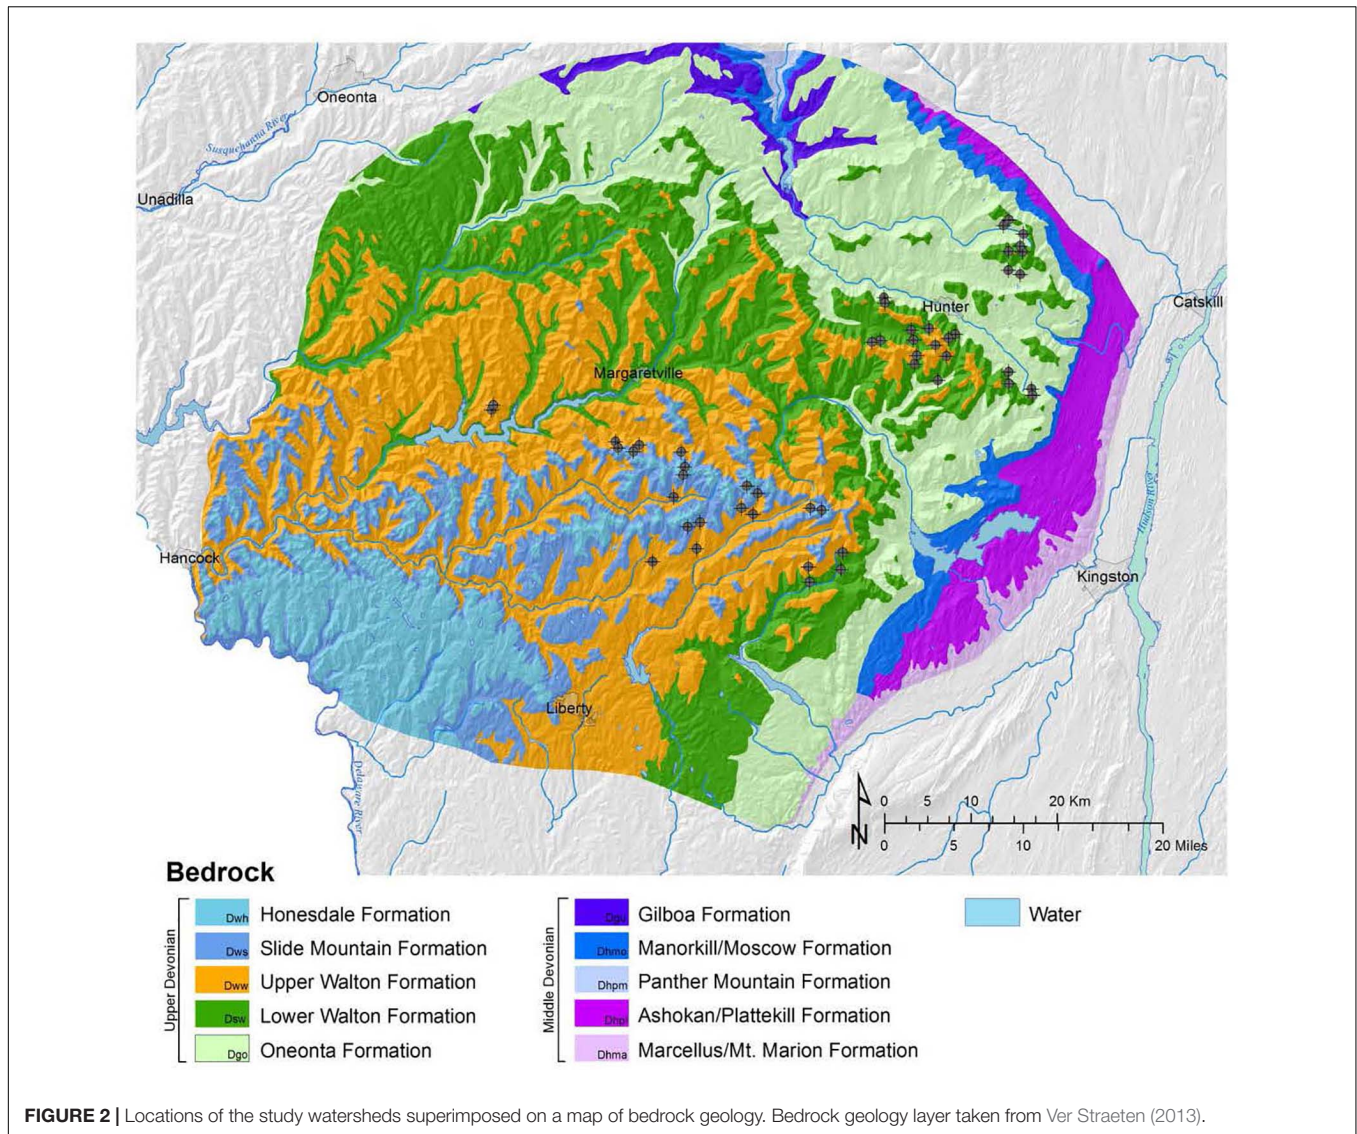 Oneonta
Susquehanna River
Unadilla
Hunter
Catskill
Margaretville
Hudson River
Hancock
Kingston
Liberty
Delaware River
N
0 5 10 20 Km
0 5 10 20 Miles
Bedrock
Upper Devonian
Dwh Honesdale Formation
Dws Slide Mountain Formation
Dww Upper Walton Formation
Dsw Lower Walton Formation
Dgo Oneonta Formation
Middle Devonian
Dgu Gilboa Formation
Dhmo Manorkill/Moscow Formation
Dhpm Panther Mountain Formation
Dhpl Ashokan/Plattekill Formation
Dhma Marcellus/Mt. Marion Formation
Water
FIGURE 2 | Locations of the study watersheds superimposed on a map of bedrock geology. Bedrock geology layer taken from Ver Straeten (2013).